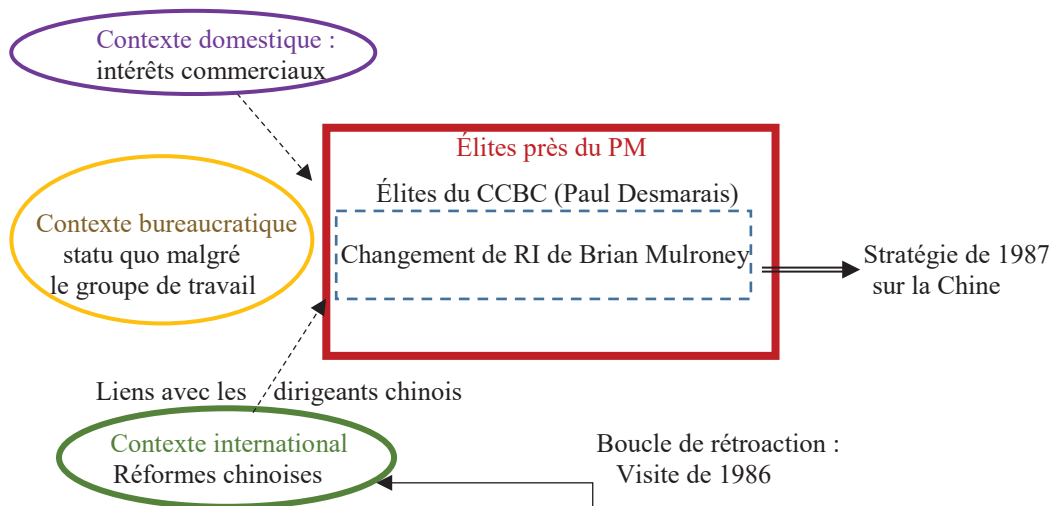 Contexte domestique :
intérêts commerciaux
Élites près du PM
Élites du CCBC (Paul Desmarais)
Changement de RI de Brian Mulroney
Contexte bureaucratique
statu quo malgré
le groupe de travail
Stratégie de 1987
sur la Chine
Liens avec les dirigeants chinois
Contexte international
Réformes chinoises
Boucle de rétroaction :
Visite de 1986